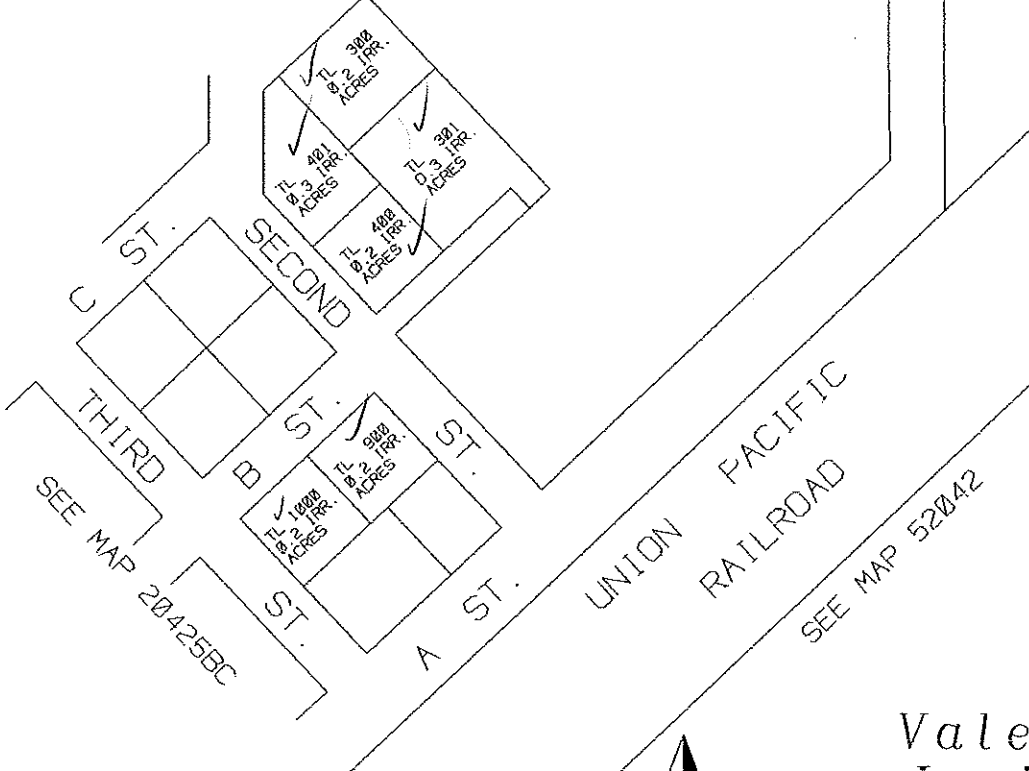 TL 300
0.2 IRR.
ACRES
TL 401
0.3 IRR.
ACRES
TL 301
0.3 IRR.
ACRES
TL 400
0.2 IRR.
ACRES
C ST.
SECOND ST.
THIRD ST.
B ST.
TL 900
0.2 IRR.
ACRES
TL 1000
0.2 IRR.
ACRES
A ST.
UNION PACIFIC
RAILROAD
SEE MAP 20425BC
SEE MAP 52042
Vale